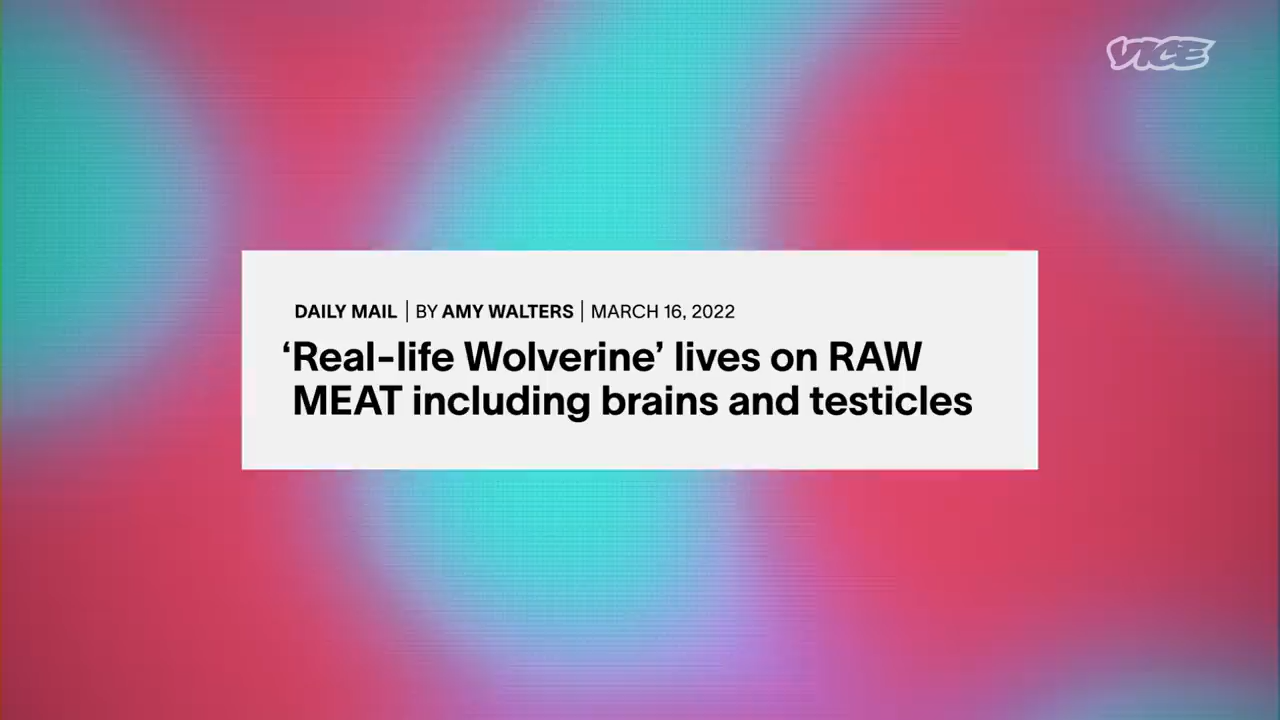 VICE
DAILY MAIL | BY AMY WALTERS | MARCH 16, 2022
‘Real-life Wolverine’ lives on RAW
MEAT including brains and testicles